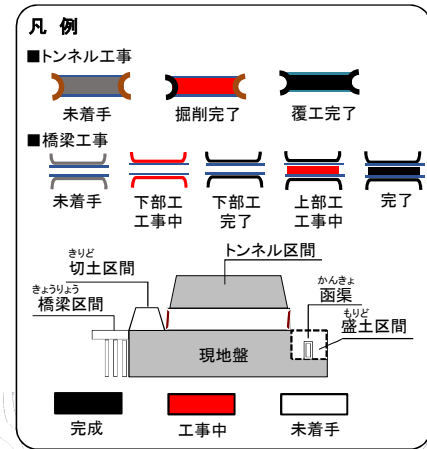 凡 例
■トンネル工事
未着手 掘削完了 覆工完了
■橋梁工事
未着手 下部工工事中 下部工完了 上部工工事中 完了
きりど
切土区間
トンネル区間
きょうりょう
橋梁区間
かんきょ
函渠
もりど
盛土区間
現地盤
完成 工事中 未着手